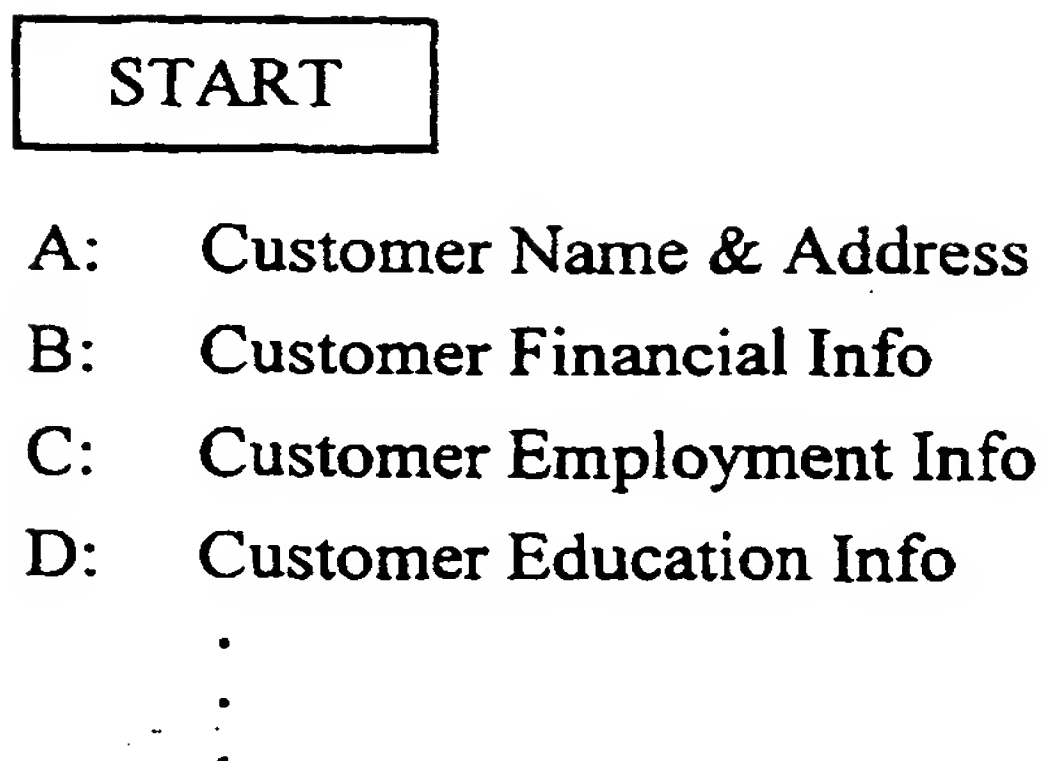 START
A: Customer Name & Address
B: Customer Financial Info
C: Customer Employment Info
D: Customer Education Info
.
.
.